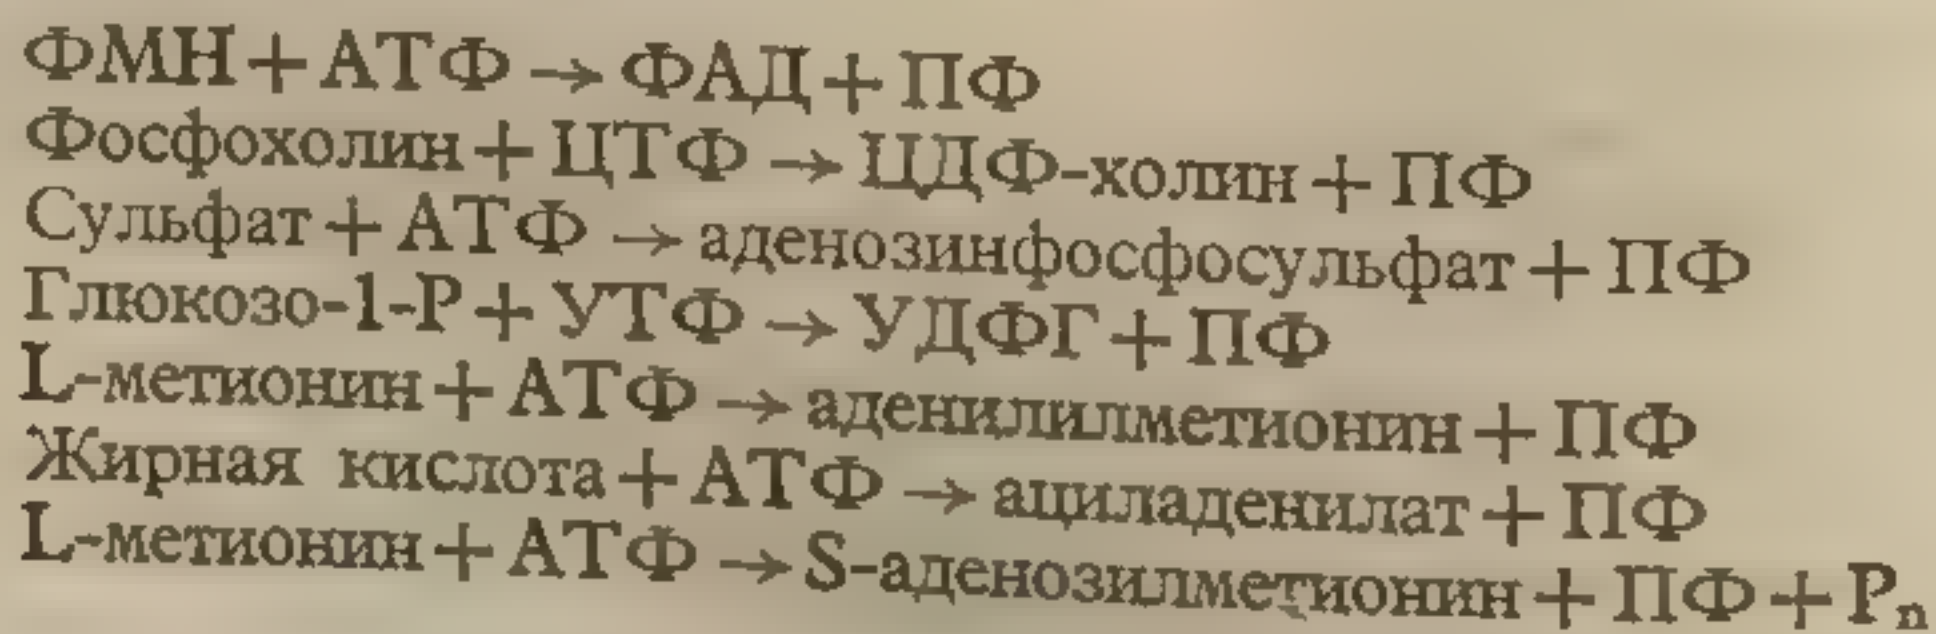 ФМН+АТФ → ФАД+ПФ
Фосфохолин+ЦТФ → ЦДФ-холин+ПФ
Сульфат+АТФ → аденозинфосфосульфат+ПФ
Глюкозо-1-Р+УТФ → УДФГ+ПФ
L-метионин+АТФ → аденилилметионин+ПФ
Жирная кислота+АТФ → ациладенилат+ПФ
L-метионин+АТФ → S-аденозилметионин+ПФ+Pₙ